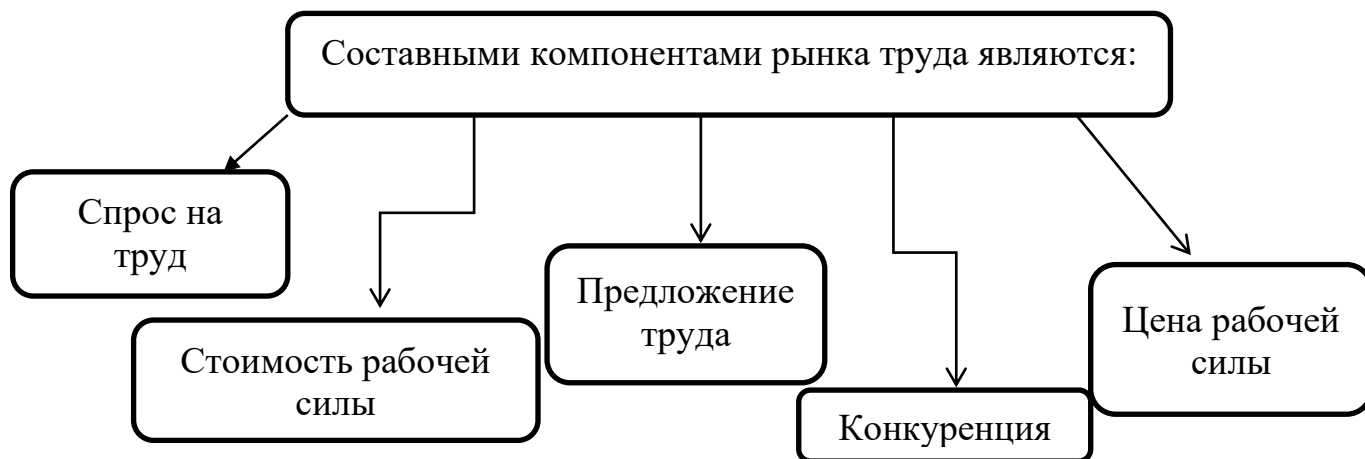 Составными компонентами рынка труда являются:
Спрос на
труд
Стоимость рабочей
силы
Предложение
труда
Конкуренция
Цена рабочей
силы